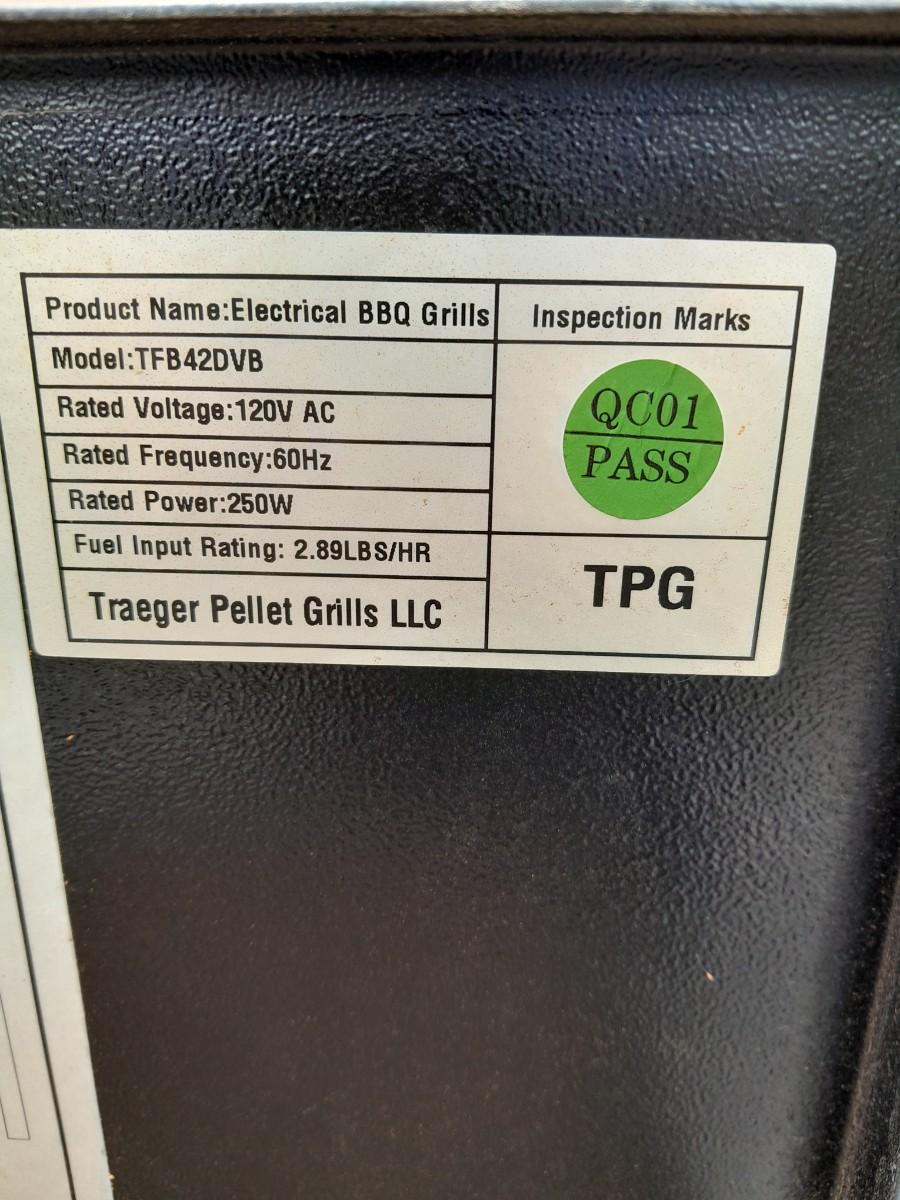 Product Name:Electrical BBQ Grills
Model:TFB42DVB
Rated Voltage:120V AC
Rated Frequency:60Hz
Rated Power:250W
Fuel Input Rating: 2.89LBS/HR
Traeger Pellet Grills LLC
Inspection Marks
QC01
PASS
TPG